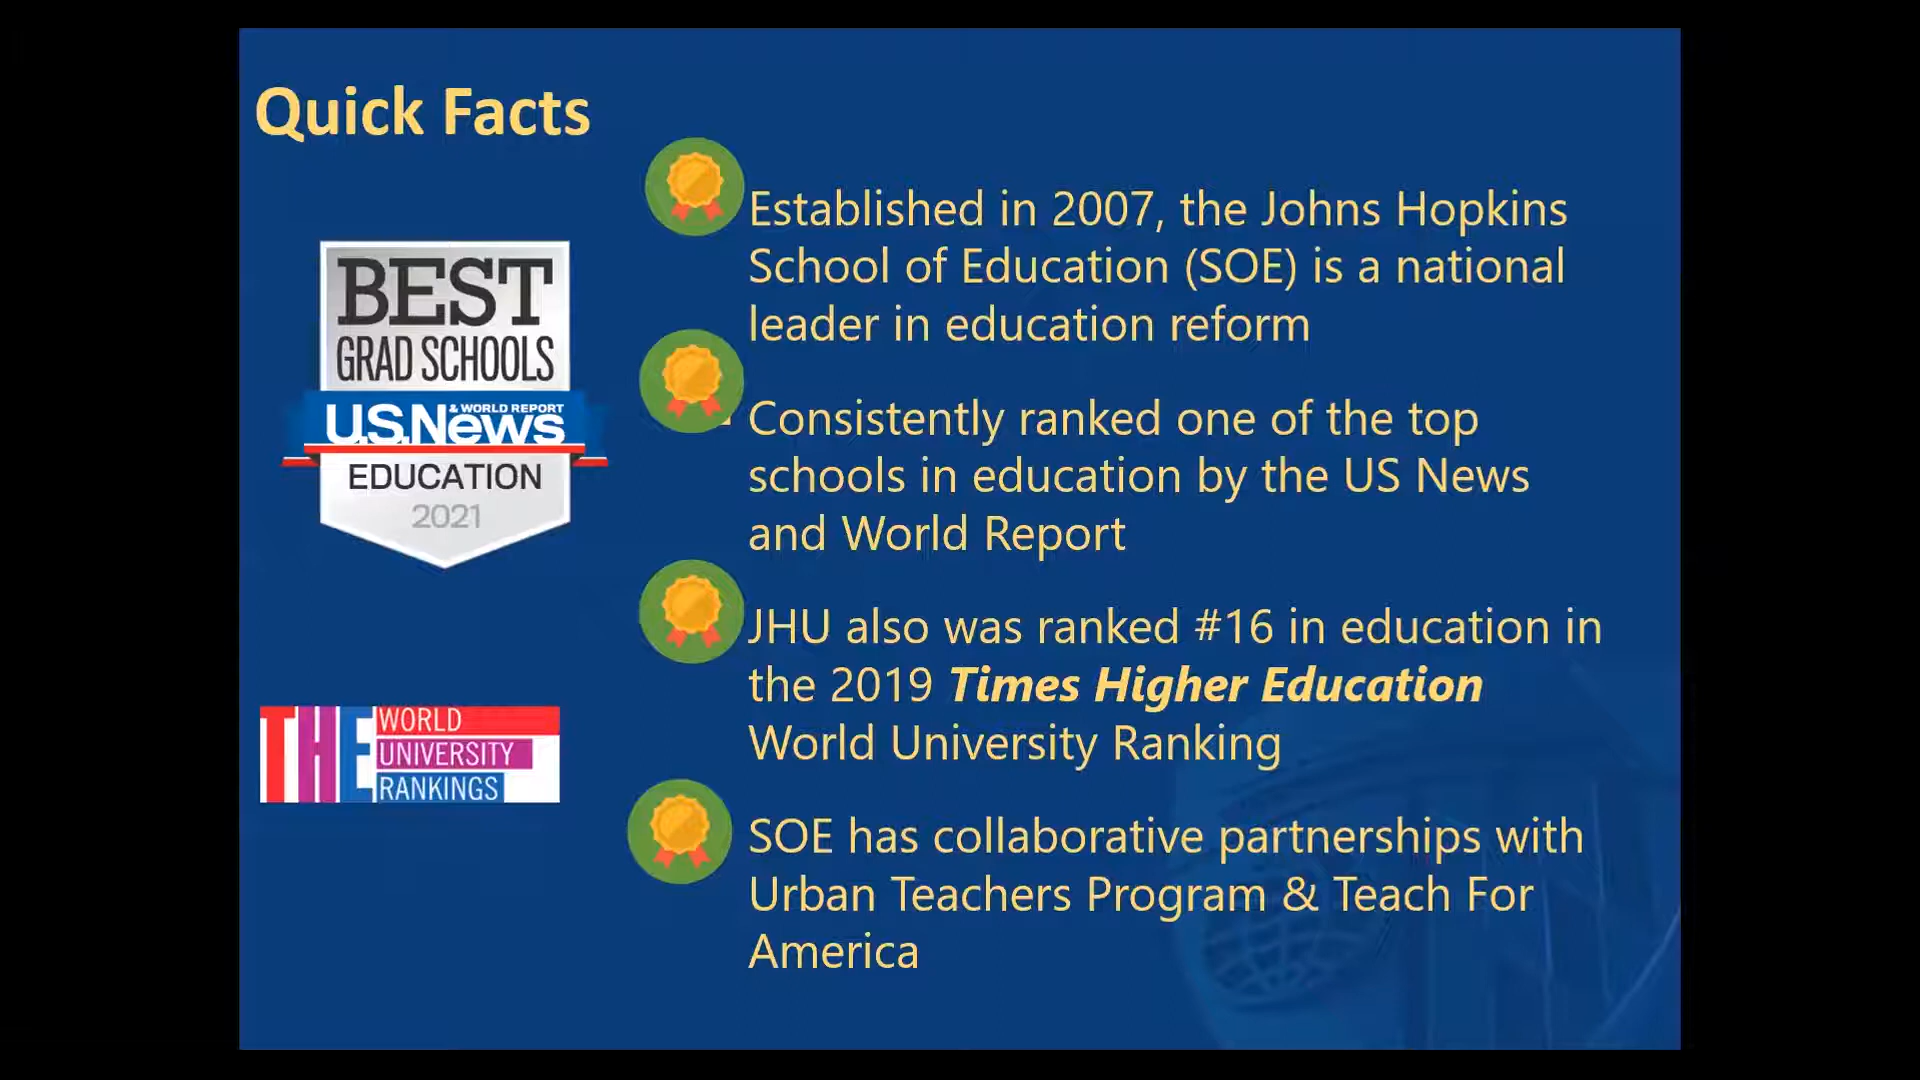 Quick Facts
BEST
GRAD SCHOOLS
U.S.News & WORLD REPORT
EDUCATION
2021
THE WORLD
UNIVERSITY
RANKINGS
Established in 2007, the Johns Hopkins
School of Education (SOE) is a national
leader in education reform
Consistently ranked one of the top
schools in education by the US News
and World Report
JHU also was ranked #16 in education in
the 2019 Times Higher Education
World University Ranking
SOE has collaborative partnerships with
Urban Teachers Program & Teach For
America